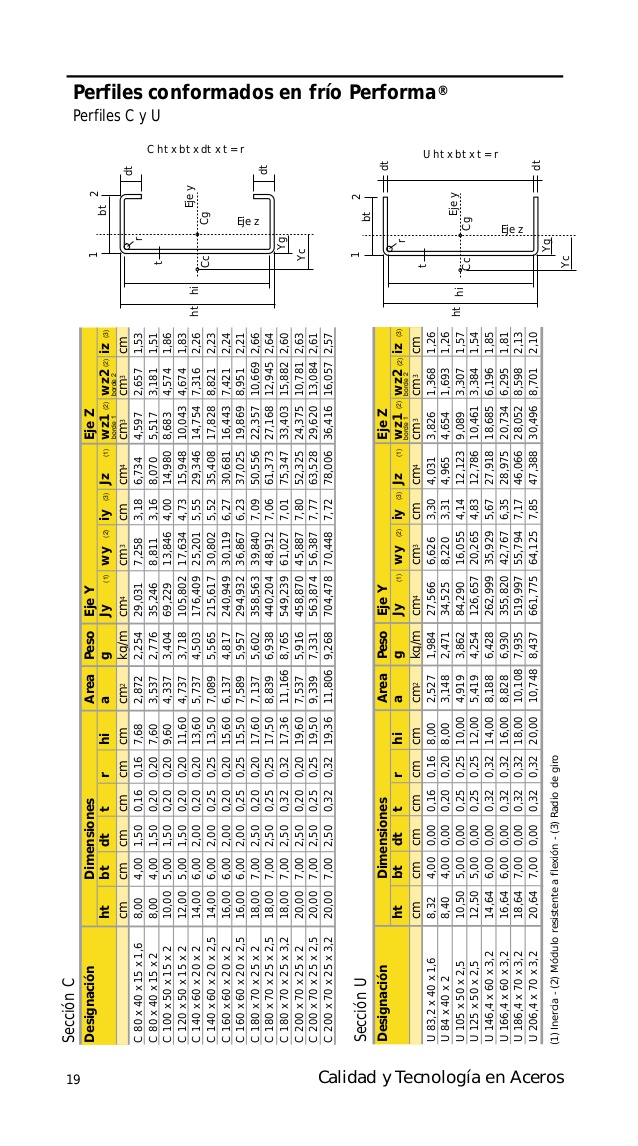 Perfiles conformados en frío Performa®
Perfiles C y U
C ht x bt x dt x t = r
dt
dt
bt
2
1
r
t
Eje y
Cg
Eje z
Cc
Yg
Yc
hi
ht
U ht x bt x t = r
dt
dt
bt
2
1
r
t
Eje y
Cg
Eje z
Cc
Yg
Yc
hi
ht
Sección C
Designación Dimensiones Area Peso Eje Y Eje Z
ht bt dt t r hi a g Jy (1) wy (2) iy (3) Jz (1) wz1 (2) borde 1 wz2 (2) borde 2 iz (3)
cm cm cm cm cm cm cm² kg/m cm⁴ cm³ cm cm⁴ cm³ cm³ cm
C 80 x 40 x 15 x 1,6 8,00 4,00 1,50 0,16 0,16 7,68 2,872 2,254 29,031 7,258 3,18 6,734 4,597 2,657 1,53
C 80 x 40 x 15 x 2 8,00 4,00 1,50 0,20 0,20 7,60 3,537 2,776 35,246 8,811 3,16 8,070 5,517 3,181 1,51
C 100 x 50 x 15 x 2 10,00 5,00 1,50 0,20 0,20 9,60 4,337 3,404 69,229 13,846 4,00 14,980 8,683 4,574 1,86
C 120 x 50 x 15 x 2 12,00 5,00 1,50 0,20 0,20 11,60 4,737 3,718 105,802 17,634 4,73 15,948 10,043 4,674 1,83
C 140 x 60 x 20 x 2 14,00 6,00 2,00 0,20 0,20 13,60 5,737 4,503 176,409 25,201 5,55 29,346 14,754 7,316 2,26
C 140 x 60 x 20 x 2,5 14,00 6,00 2,00 0,25 0,25 13,50 7,089 5,565 215,617 30,802 5,52 35,408 17,828 8,821 2,23
C 160 x 60 x 20 x 2 16,00 6,00 2,00 0,20 0,20 15,60 6,137 4,817 240,949 30,119 6,27 30,681 16,443 7,421 2,24
C 160 x 60 x 20 x 2,5 16,00 6,00 2,00 0,25 0,25 15,50 7,589 5,957 294,932 36,867 6,23 37,025 19,869 8,951 2,21
C 180 x 70 x 25 x 2 18,00 7,00 2,50 0,20 0,20 17,60 7,137 5,602 358,563 39,840 7,09 50,556 22,357 10,669 2,66
C 180 x 70 x 25 x 2,5 18,00 7,00 2,50 0,25 0,25 17,50 8,839 6,938 440,204 48,912 7,06 61,373 27,168 12,945 2,64
C 180 x 70 x 25 x 3,2 18,00 7,00 2,50 0,32 0,32 17,36 11,166 8,765 549,239 61,027 7,01 75,347 33,403 15,882 2,60
C 200 x 70 x 25 x 2 20,00 7,00 2,50 0,20 0,20 19,60 7,537 5,916 458,870 45,887 7,80 52,325 24,375 10,781 2,63
C 200 x 70 x 25 x 2,5 20,00 7,00 2,50 0,25 0,25 19,50 9,339 7,331 563,874 56,387 7,77 63,528 29,620 13,084 2,61
C 200 x 70 x 25 x 3,2 20,00 7,00 2,50 0,32 0,32 19,36 11,806 9,268 704,478 70,448 7,72 78,006 36,416 16,057 2,57
Sección U
Designación Dimensiones Area Peso Eje Y Eje Z
ht bt dt t r hi a g Jy (1) wy (2) iy (3) Jz (1) wz1 (2) borde 1 wz2 (2) borde 2 iz (3)
cm cm cm cm cm cm cm² kg/m cm⁴ cm³ cm cm⁴ cm³ cm³ cm
U 83,2 x 40 x 1,6 8,32 4,00 0,00 0,16 0,16 8,00 2,527 1,984 27,566 6,626 3,30 4,031 3,826 1,368 1,26
U 84 x 40 x 2 8,40 4,00 0,00 0,20 0,20 8,00 3,148 2,471 34,525 8,220 3,31 4,965 4,654 1,693 1,26
U 105 x 50 x 2,5 10,50 5,00 0,00 0,25 0,25 10,00 4,919 3,862 84,290 16,055 4,14 12,123 9,089 3,307 1,57
U 125 x 50 x 2,5 12,50 5,00 0,00 0,25 0,25 12,00 5,419 4,254 126,657 20,265 4,83 12,786 10,461 3,384 1,54
U 146,4 x 60 x 3,2 14,64 6,00 0,00 0,32 0,32 14,00 8,188 6,428 262,999 35,929 5,67 27,918 18,685 6,196 1,85
U 166,4 x 60 x 3,2 16,64 6,00 0,00 0,32 0,32 16,00 8,828 6,930 355,820 42,767 6,35 28,975 20,734 6,295 1,81
U 186,4 x 70 x 3,2 18,64 7,00 0,00 0,32 0,32 18,00 10,108 7,935 519,997 55,794 7,17 46,066 28,052 8,598 2,13
U 206,4 x 70 x 3,2 20,64 7,00 0,00 0,32 0,32 20,00 10,748 8,437 661,775 64,125 7,85 47,388 30,496 8,701 2,10
(1) Inercia - (2) Módulo resistente a flexión - (3) Radio de giro
19
Calidad y Tecnología en Aceros